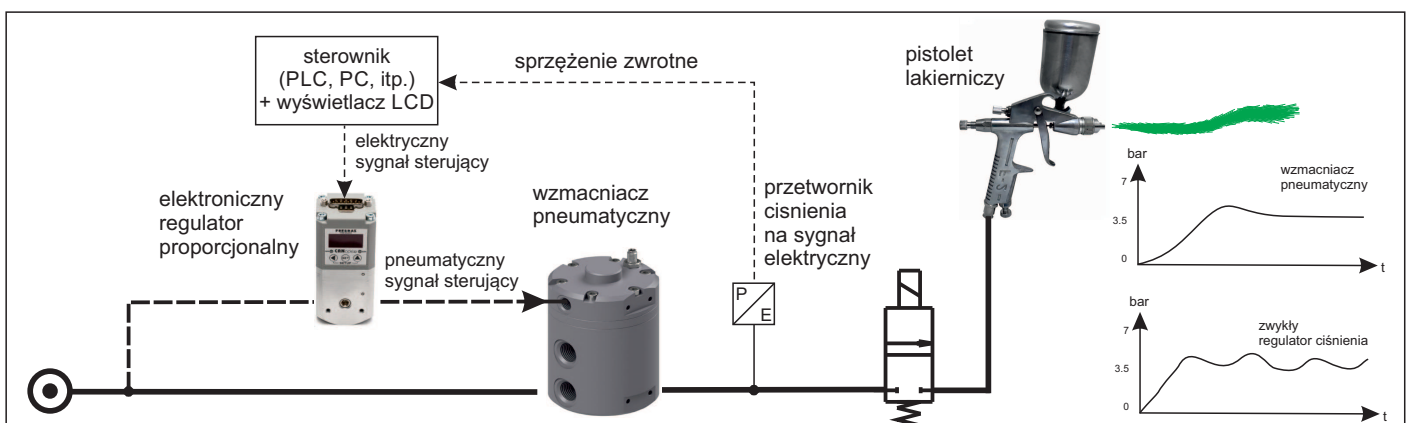 sterownik
(PLC, PC, itp.)
+ wyświetlacz LCD
sprzężenie zwrotne
pistolet
lakierniczy
elektryczny
sygnał sterujący
elektroniczny
regulator
proporcjonalny
wzmacniacz
pneumatyczny
przetwornik
cisnienia
na sygnał
elektryczny
pneumatyczny
sygnał sterujący
P
E
bar
7
3.5
0
t
wzmacniacz
pneumatyczny
bar
7
3.5
0
t
zwykły
regulator ciśnienia